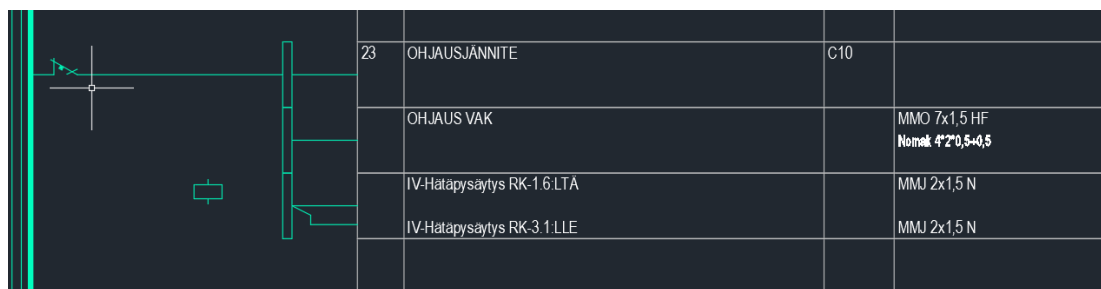 23 OHJAUSJÄNNITE C10
OHJAUS VAK MMO 7x1,5 HF
Nomak 4*2*0,5+0,5
IV-Hätäpysäytys RK-1.6:LTÄ MMJ 2x1,5 N
IV-Hätäpysäytys RK-3.1:LLE MMJ 2x1,5 N